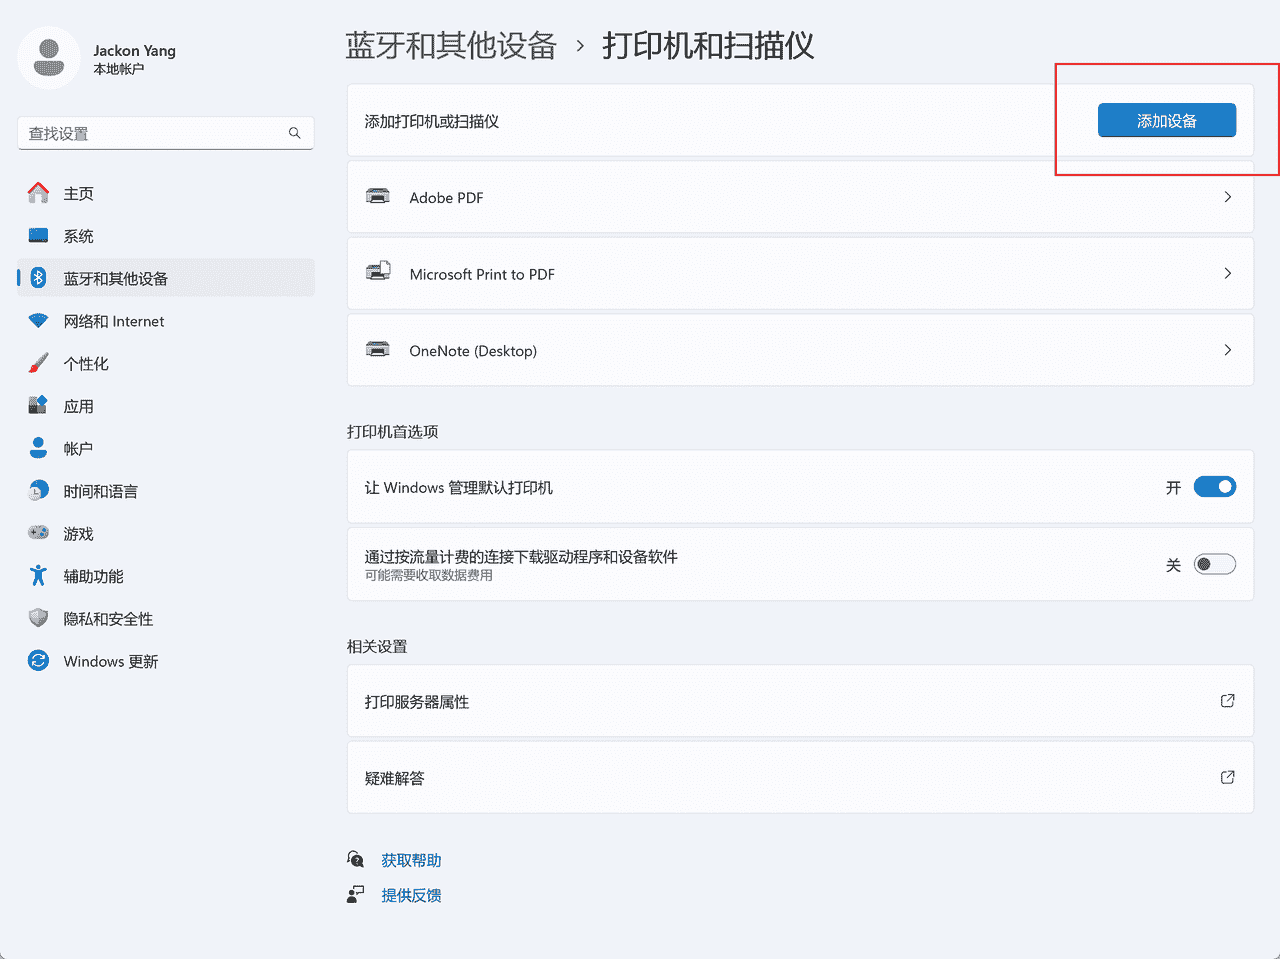 Jackon Yang
本地帐户
查找设置
主页
系统
蓝牙和其他设备
网络和 Internet
个性化
应用
帐户
时间和语言
游戏
辅助功能
隐私和安全性
Windows 更新
蓝牙和其他设备 › 打印机和扫描仪
添加打印机或扫描仪
添加设备
Adobe PDF
Microsoft Print to PDF
OneNote (Desktop)
打印机首选项
让 Windows 管理默认打印机
开
通过按流量计费的连接下载驱动程序和设备软件
可能需要收取数据费用
关
相关设置
打印服务器属性
疑难解答
获取帮助
提供反馈